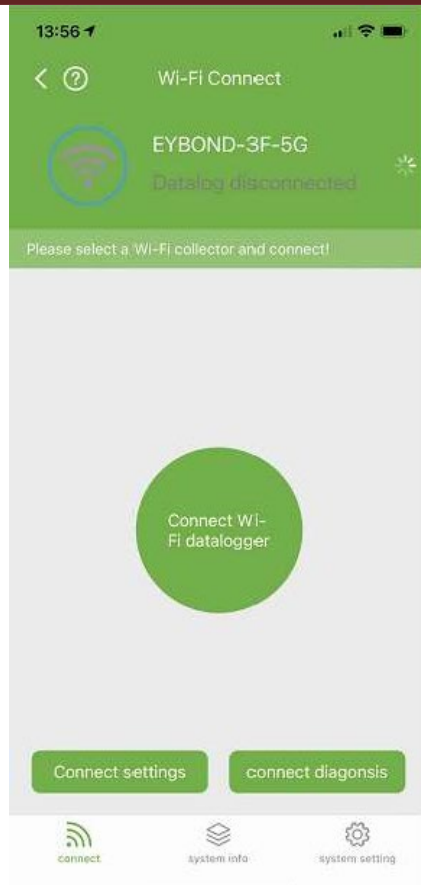 13:56
Wi-Fi Connect
EYBOND-3F-5G
Datalog disconnected
Please select a Wi-Fi collector and connect!
Connect Wi-
Fi datalogger
Connect settings
connect diagonsis
connect
system info
system setting